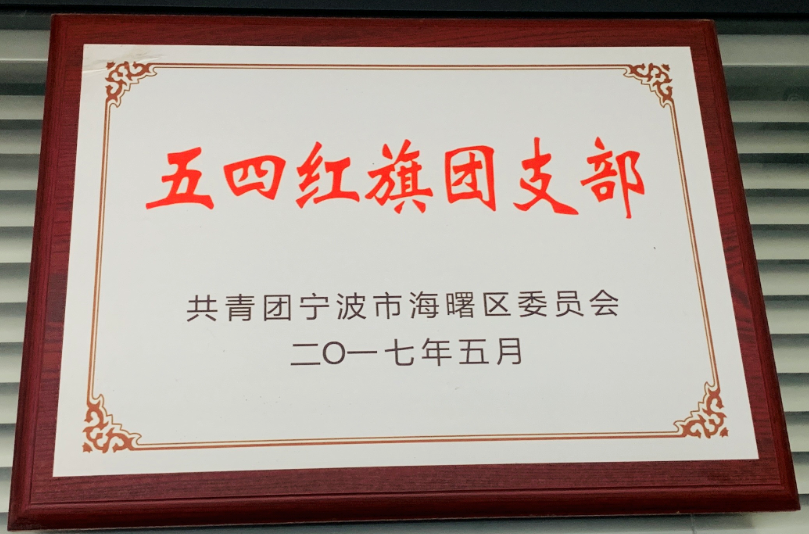 五四红旗团支部
共青团宁波市海曙区委员会
二〇一七年五月